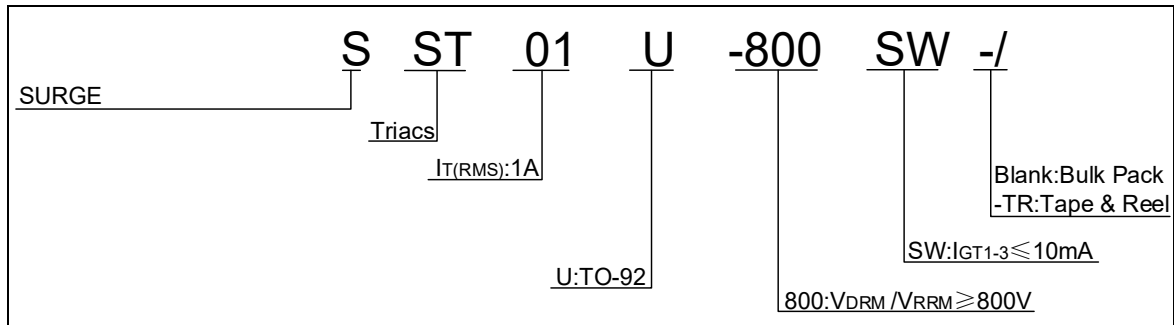 S ST 01 U -800 SW -/
SURGE
Triacs
IT(RMS):1A
Blank:Bulk Pack
-TR:Tape & Reel
SW:IGT1-3≤10mA
U:TO-92
800:VDRM /VRRM≥800V